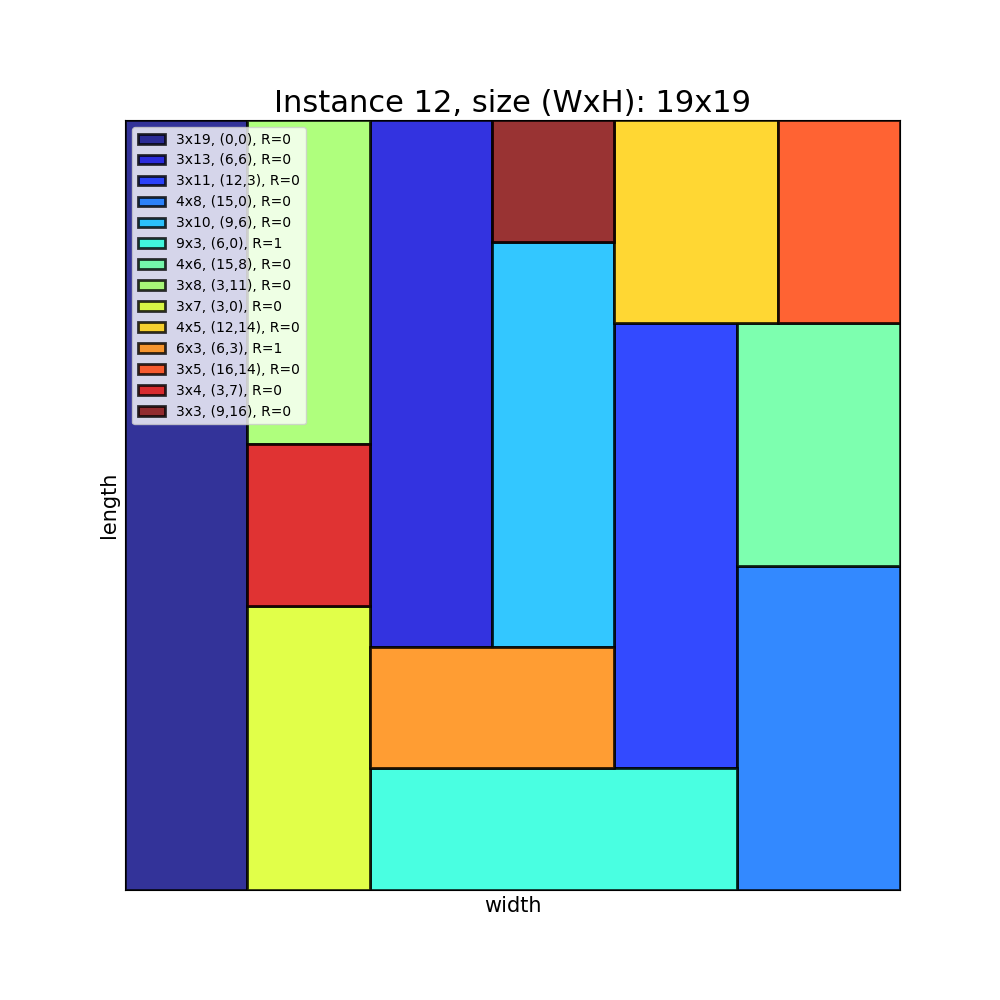 Instance 12, size (WxH): 19x19
3x19, (0,0), R=0
3x13, (6,6), R=0
3x11, (12,3), R=0
4x8, (15,0), R=0
3x10, (9,6), R=0
9x3, (6,0), R=1
4x6, (15,8), R=0
3x8, (3,11), R=0
3x7, (3,0), R=0
4x5, (12,14), R=0
6x3, (6,3), R=1
3x5, (16,14), R=0
3x4, (3,7), R=0
3x3, (9,16), R=0
length
width